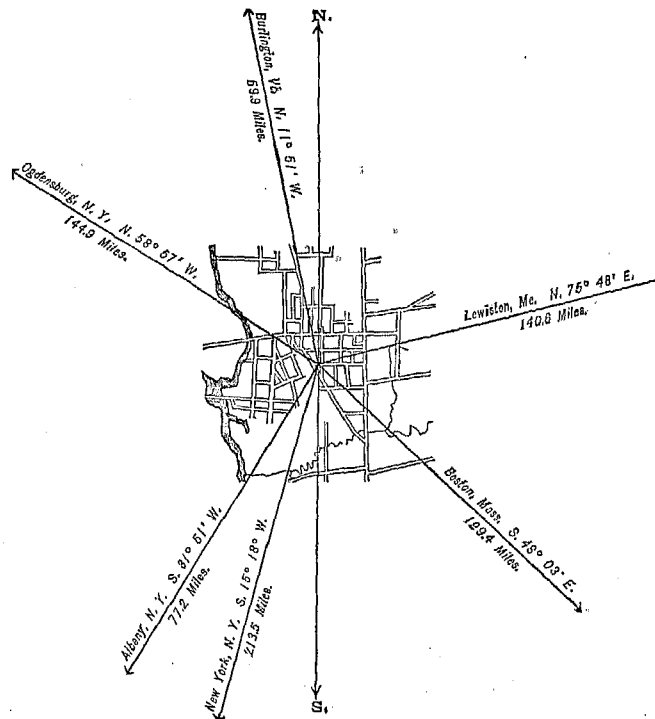 N.
Burlington, Vt. N. 11° 51' W.
69.9 Miles.
Ogdensburg, N. Y. N. 58° 57' W.
144.9 Miles.
Lewiston, Me. N. 75° 48' E.
140.8 Miles.
Boston, Mass. S. 48° 03' E.
129.4 Miles.
Albany, N. Y. S. 31° 51' W.
77.2 Miles.
New York, N. Y. S. 15° 18' W.
213.5 Miles.
S.